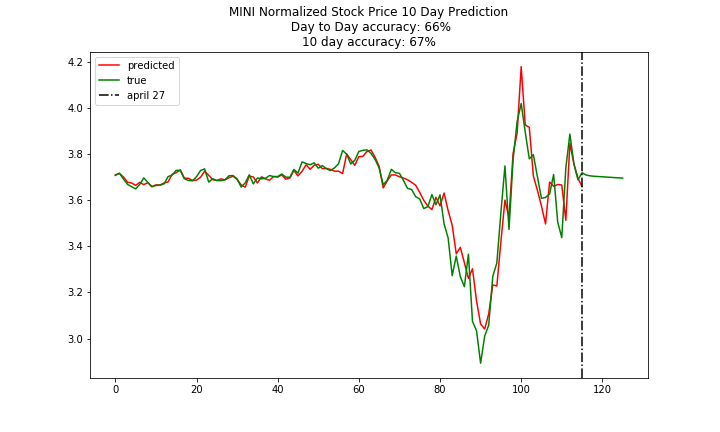 MINI Normalized Stock Price 10 Day Prediction
Day to Day accuracy: 66%
10 day accuracy: 67%
predicted
true
april 27
4.2
4.0
3.8
3.6
3.4
3.2
3.0
0 20 40 60 80 100 120